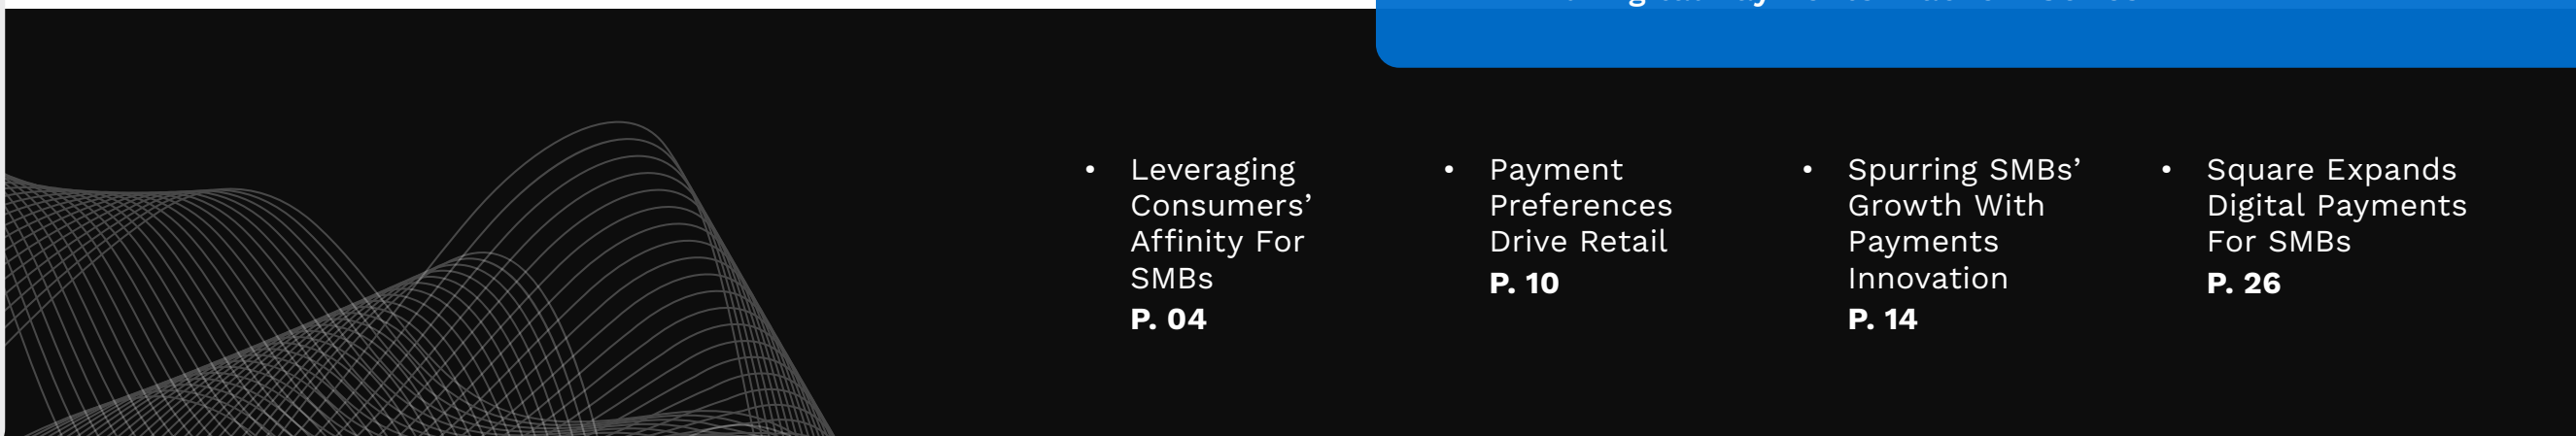 • Leveraging
Consumers’
Affinity For
SMBs
P. 04
• Payment
Preferences
Drive Retail
P. 10
• Spurring SMBs’
Growth With
Payments
Innovation
P. 14
• Square Expands
Digital Payments
For SMBs
P. 26